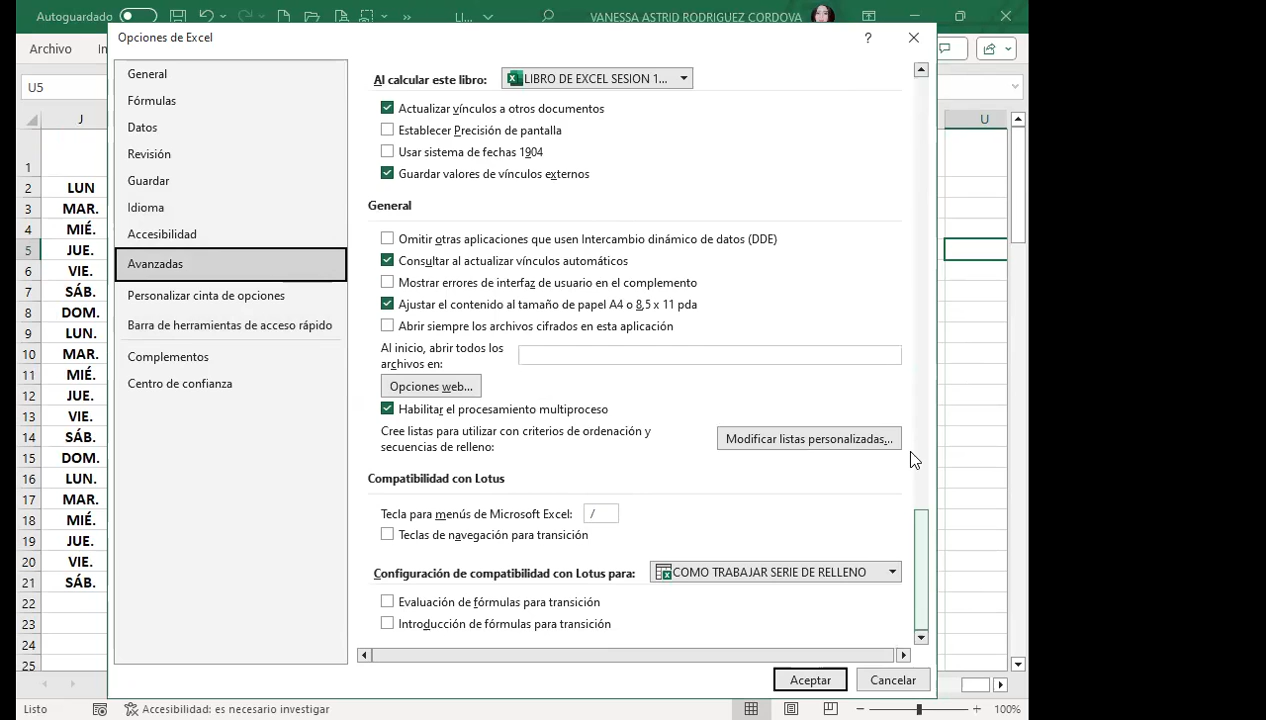 Autoguardado
LI...
»
VANESSA ASTRID RODRIGUEZ CORDOVA
Opciones de Excel
?
Archivo
In
U5
J
U
1
2 LUN
3 MAR.
4 MIÉ.
5 JUE.
6 VIE.
7 SÁB.
8 DOM.
9 LUN.
10 MAR.
11 MIÉ.
12 JUE.
13 VIE.
14 SÁB.
15 DOM.
16 LUN.
17 MAR.
18 MIÉ.
19 JUE.
20 VIE.
21 SÁB.
22
23
24
25
General
Fórmulas
Datos
Revisión
Guardar
Idioma
Accesibilidad
Avanzadas
Personalizar cinta de opciones
Barra de herramientas de acceso rápido
Complementos
Centro de confianza
Al calcular este libro: LIBRO DE EXCEL SESION 1...
Actualizar vínculos a otros documentos
Establecer Precisión de pantalla
Usar sistema de fechas 1904
Guardar valores de vínculos externos
General
Omitir otras aplicaciones que usen Intercambio dinámico de datos (DDE)
Consultar al actualizar vínculos automáticos
Mostrar errores de interfaz de usuario en el complemento
Ajustar el contenido al tamaño de papel A4 o 8,5 x 11 pda
Abrir siempre los archivos cifrados en esta aplicación
Al inicio, abrir todos los
archivos en:
Opciones web...
Habilitar el procesamiento multiproceso
Cree listas para utilizar con criterios de ordenación y
secuencias de relleno:
Modificar listas personalizadas...
Compatibilidad con Lotus
Tecla para menús de Microsoft Excel: /
Teclas de navegación para transición
Configuración de compatibilidad con Lotus para: COMO TRABAJAR SERIE DE RELLENO
Evaluación de fórmulas para transición
Introducción de fórmulas para transición
Aceptar
Cancelar
Listo
Accesibilidad: es necesario investigar
100%